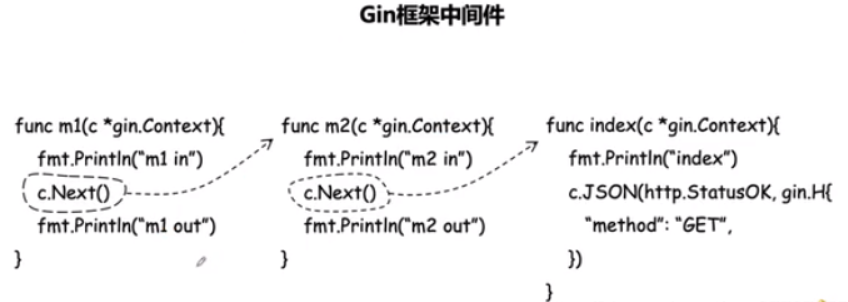 Gin框架中间件
func m1(c *gin.Context){
fmt.Println("m1 in")
c.Next()
fmt.Println("m1 out")
}
func m2(c *gin.Context){
fmt.Println("m2 in")
c.Next()
fmt.Println("m2 out")
}
func index(c *gin.Context){
fmt.Println("index")
c.JSON(http.StatusOK, gin.H{
"method": "GET",
})
}